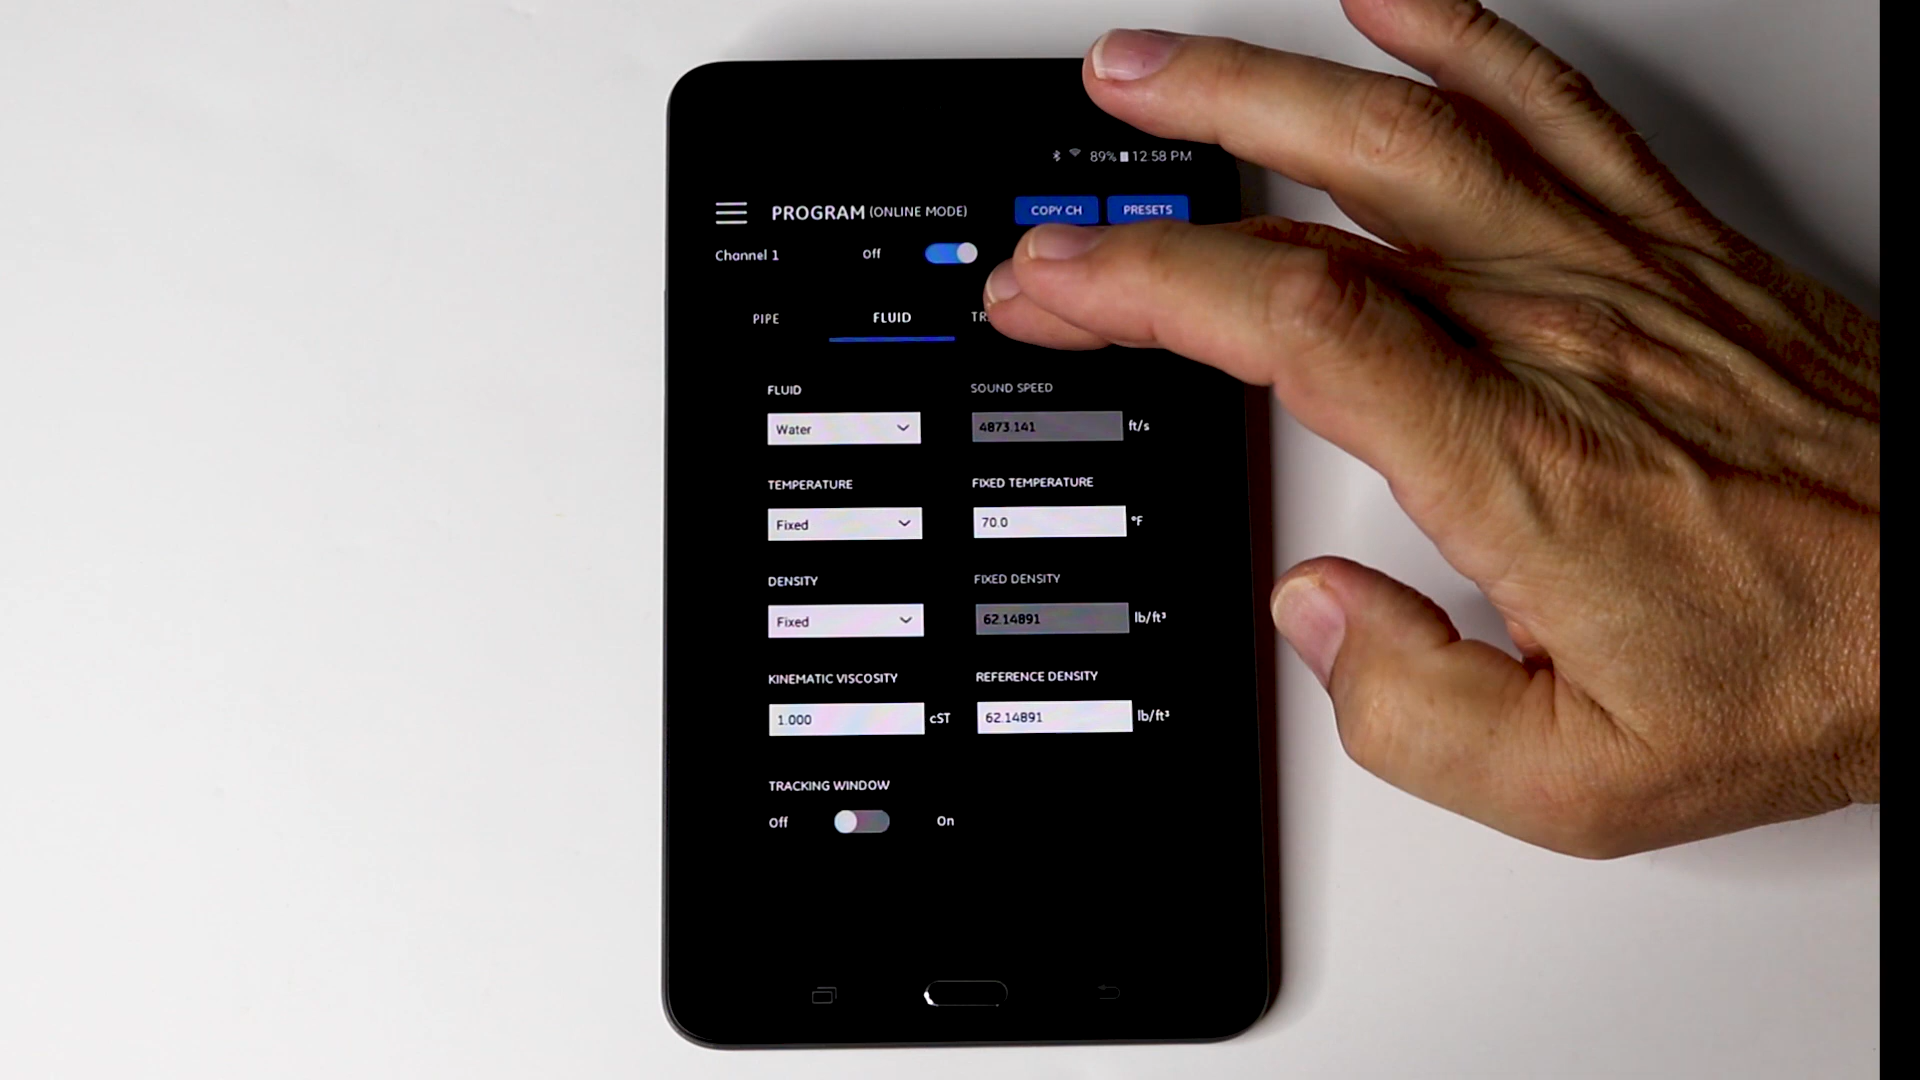 89% 12:58 PM
PROGRAM (ONLINE MODE) COPY CH PRESETS
Channel 1 Off
PIPE FLUID
FLUID SOUND SPEED
Water 4873.141 ft/s
TEMPERATURE FIXED TEMPERATURE
Fixed 70.0 °F
DENSITY FIXED DENSITY
Fixed 62.14891 lb/ft³
KINEMATIC VISCOSITY REFERENCE DENSITY
1.000 cST 62.14891 lb/ft³
TRACKING WINDOW
Off On